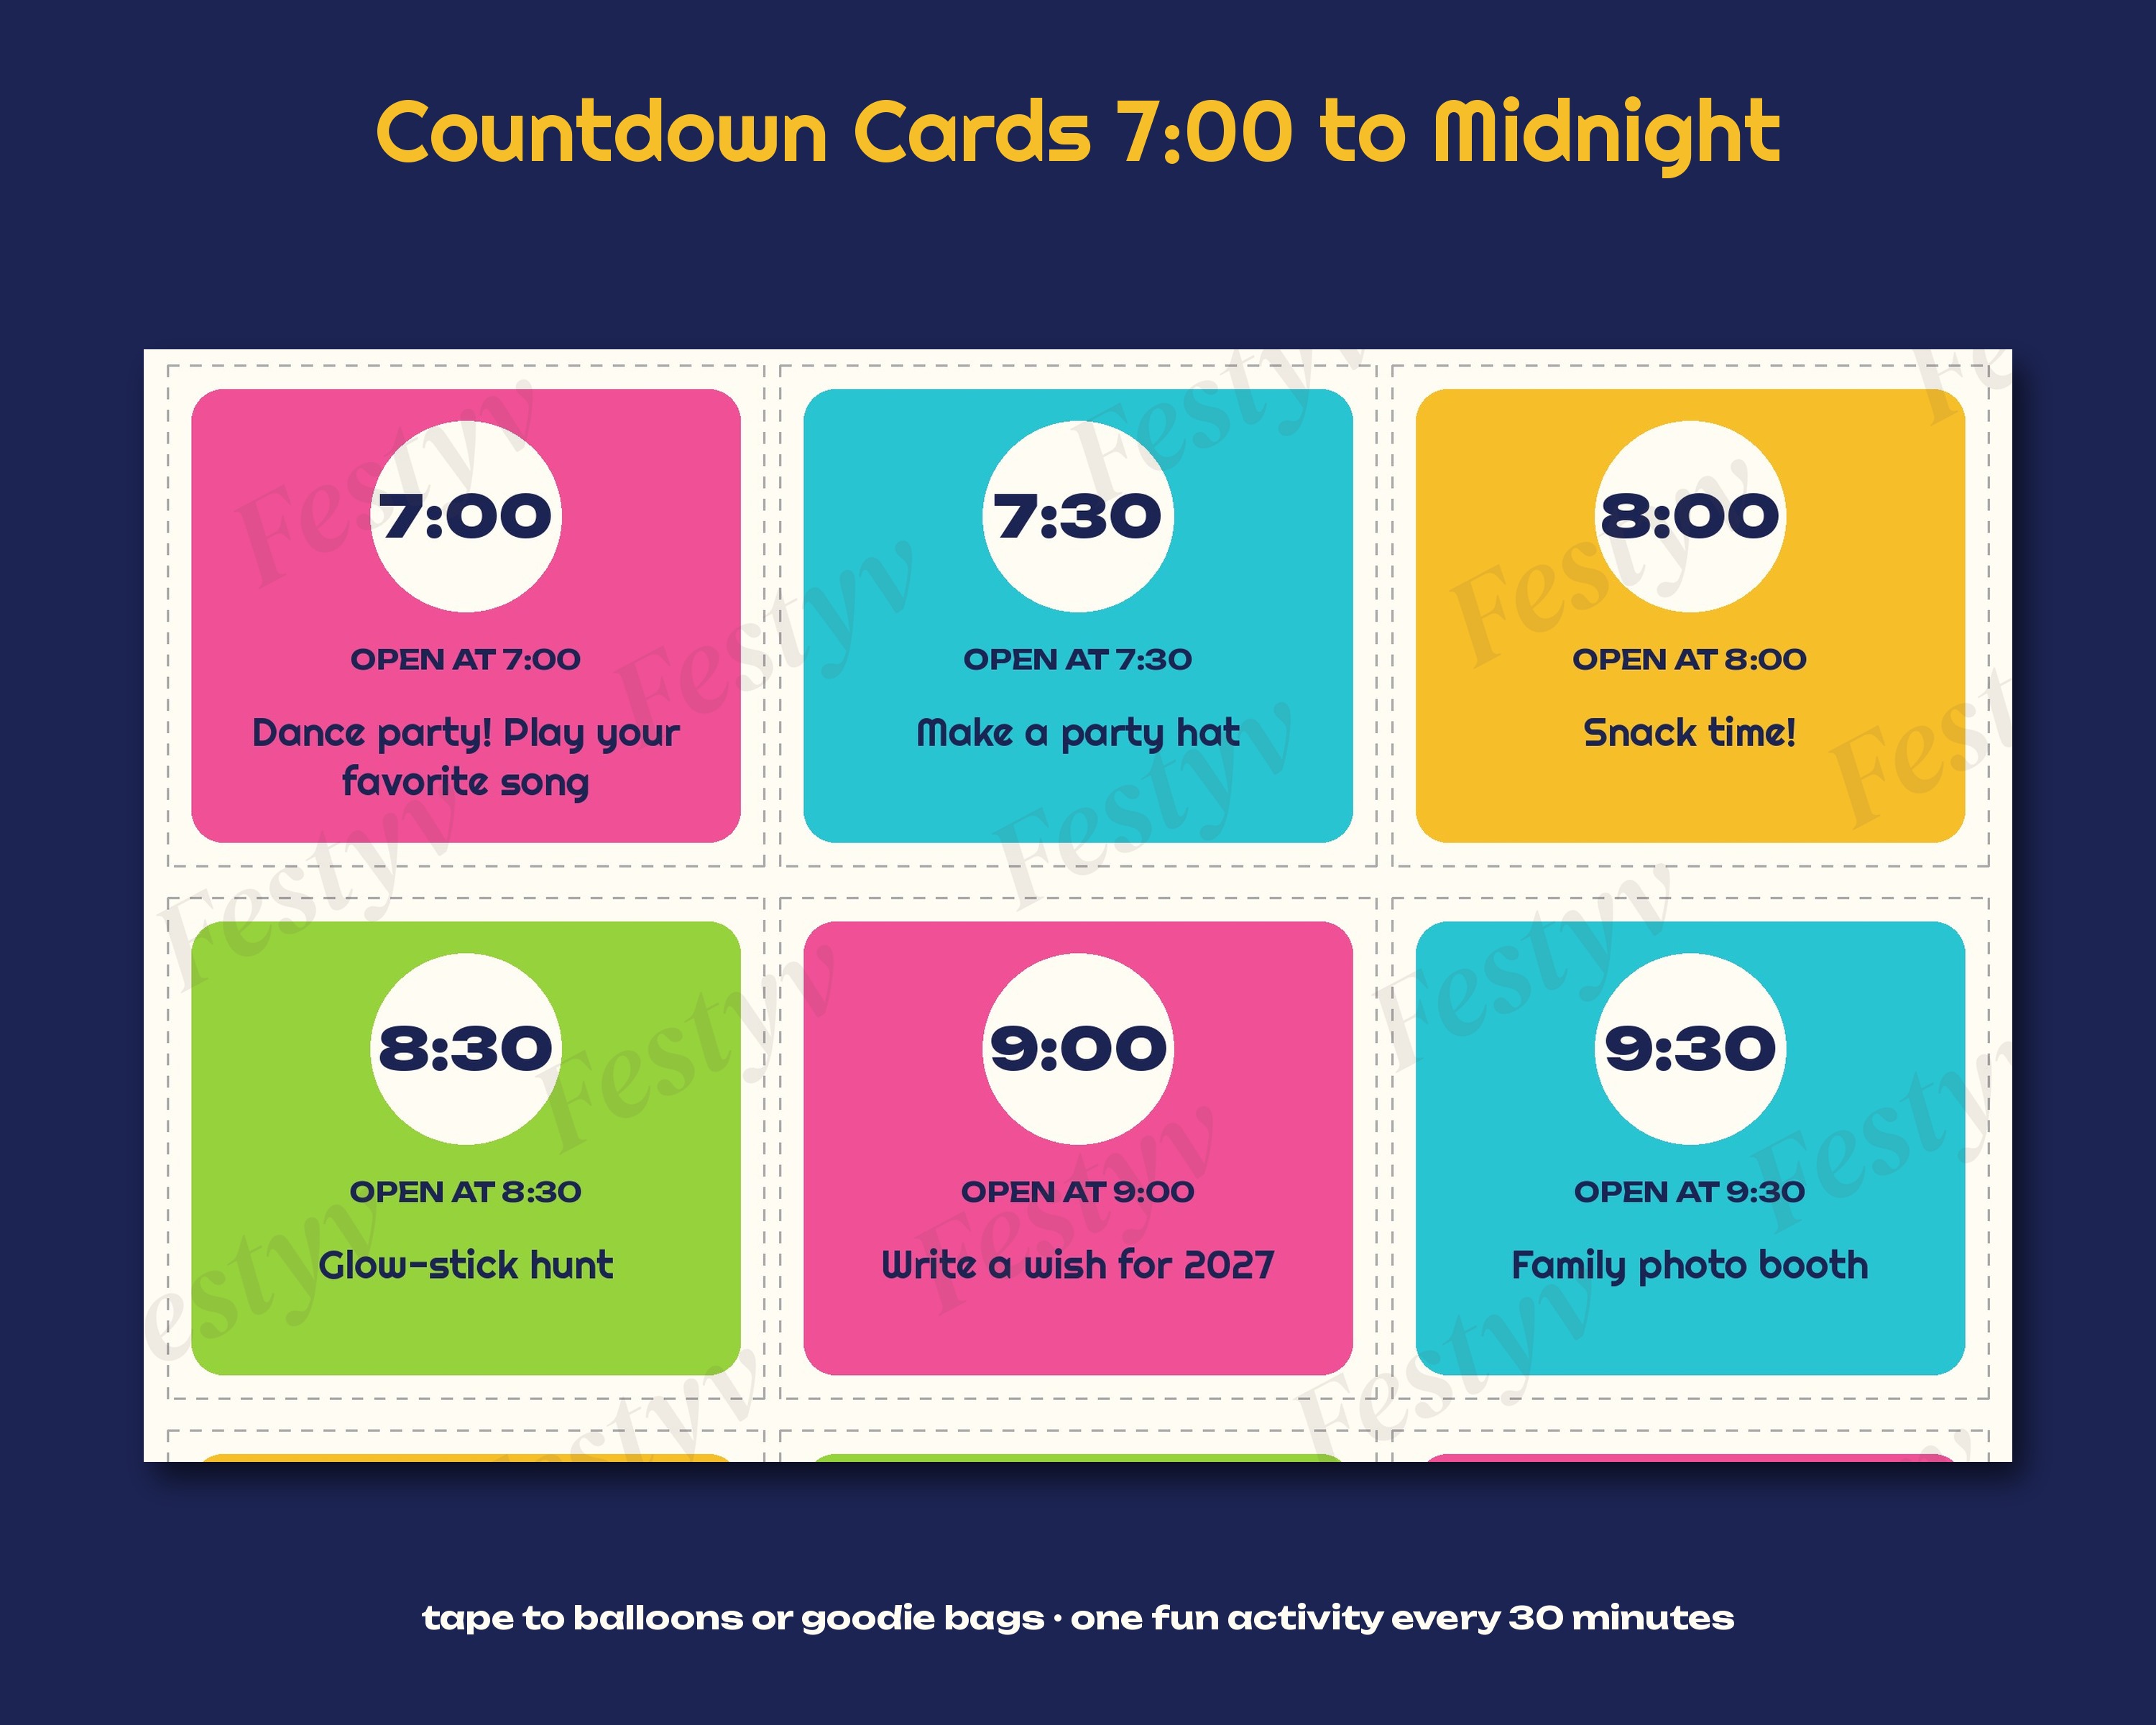 Countdown Cards 7:00 to Midnight
7:00
OPEN AT 7:00
Dance party! Play your
favorite song
7:30
OPEN AT 7:30
Make a party hat
8:00
OPEN AT 8:00
Snack time!
8:30
OPEN AT 8:30
Glow-stick hunt
9:00
OPEN AT 9:00
Write a wish for 2027
9:30
OPEN AT 9:30
Family photo booth
tape to balloons or goodie bags · one fun activity every 30 minutes
Festyv